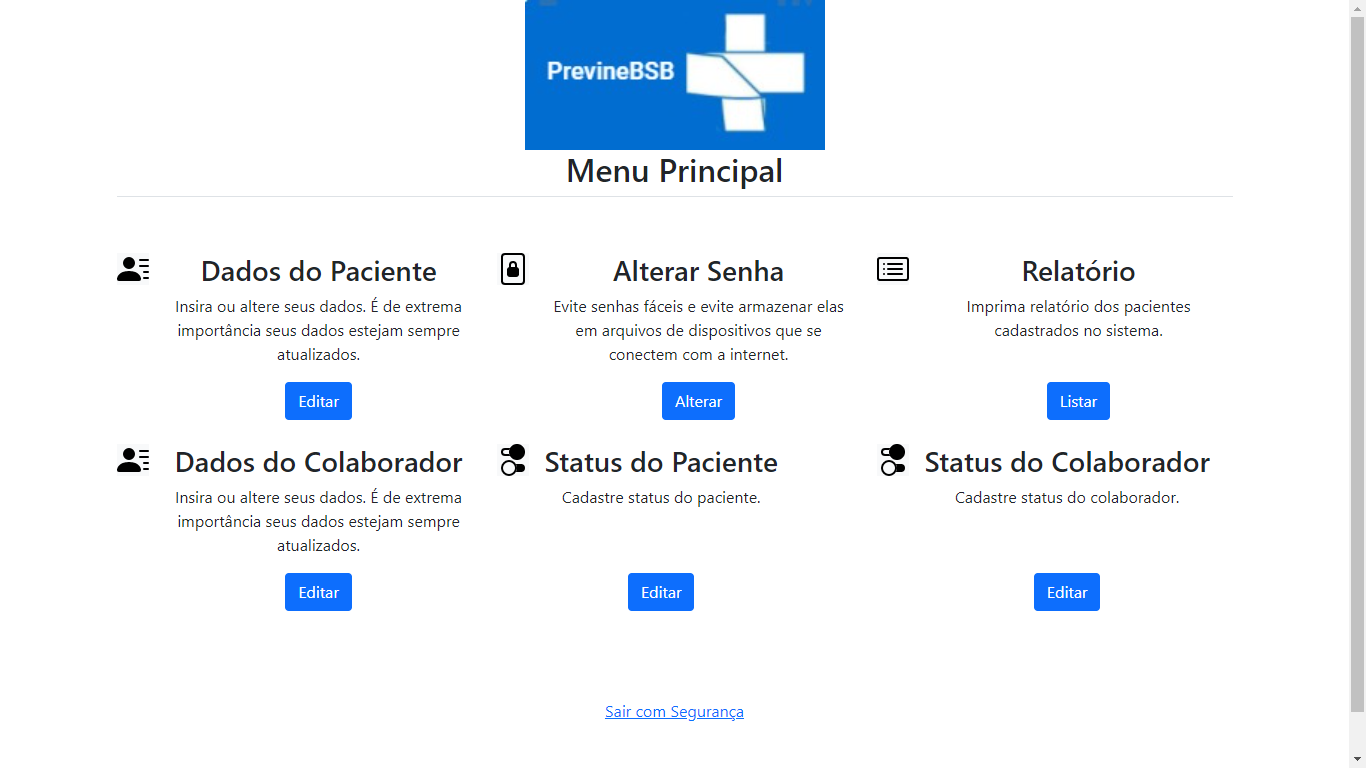 PrevineBSB
Menu Principal
Dados do Paciente
Insira ou altere seus dados. É de extrema
importância seus dados estejam sempre
atualizados.
Editar
Alterar Senha
Evite senhas fáceis e evite armazenar elas
em arquivos de dispositivos que se
conectem com a internet.
Alterar
Relatório
Imprima relatório dos pacientes
cadastrados no sistema.
Listar
Dados do Colaborador
Insira ou altere seus dados. É de extrema
importância seus dados estejam sempre
atualizados.
Editar
Status do Paciente
Cadastre status do paciente.
Editar
Status do Colaborador
Cadastre status do colaborador.
Editar
Sair com Segurança